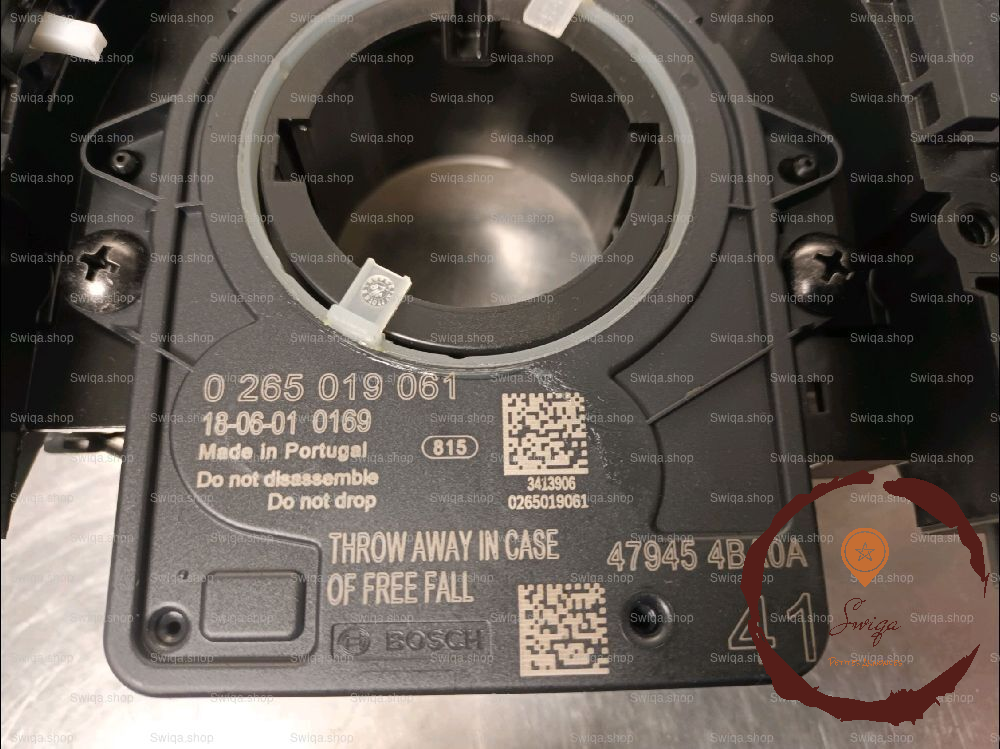 0 265 019 061
18-06-01 0169
Made in Portugal
815
Do not disassemble
Do not drop
3413906
0265019061
THROW AWAY IN CASE
OF FREE FALL
47945 4BA0A
BOSCH
41
Swiqa
Swiqa.shop